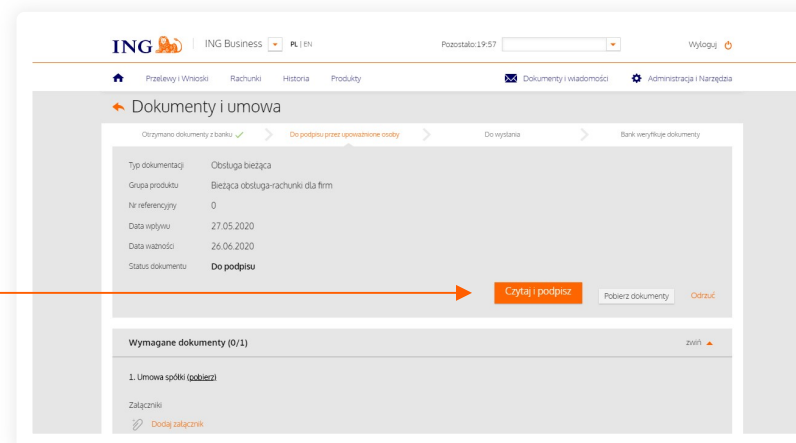 ING ING Business PL | EN Pozostało:19:57 Wyloguj
Przelewy i Wnioski Rachunki Historia Produkty Dokumenty i wiadomości Administracja i Narzędzia
Dokumenty i umowa
Otrzymano dokumenty z banku Do podpisu przez upoważnione osoby Do wysłania Bank weryfikuje dokumenty
Typ dokumentacji Obsługa bieżąca
Grupa produktu Bieżąca obsługa-rachunki dla firm
Nr referencyjny 0
Data wpływu 27.05.2020
Data ważności 26.06.2020
Status dokumentu Do podpisu
Czytaj i podpisz Pobierz dokumenty Odrzuć
Wymagane dokumenty (0/1) zwiń
1. Umowa spółki (pobierz)
Załączniki
Dodaj załącznik